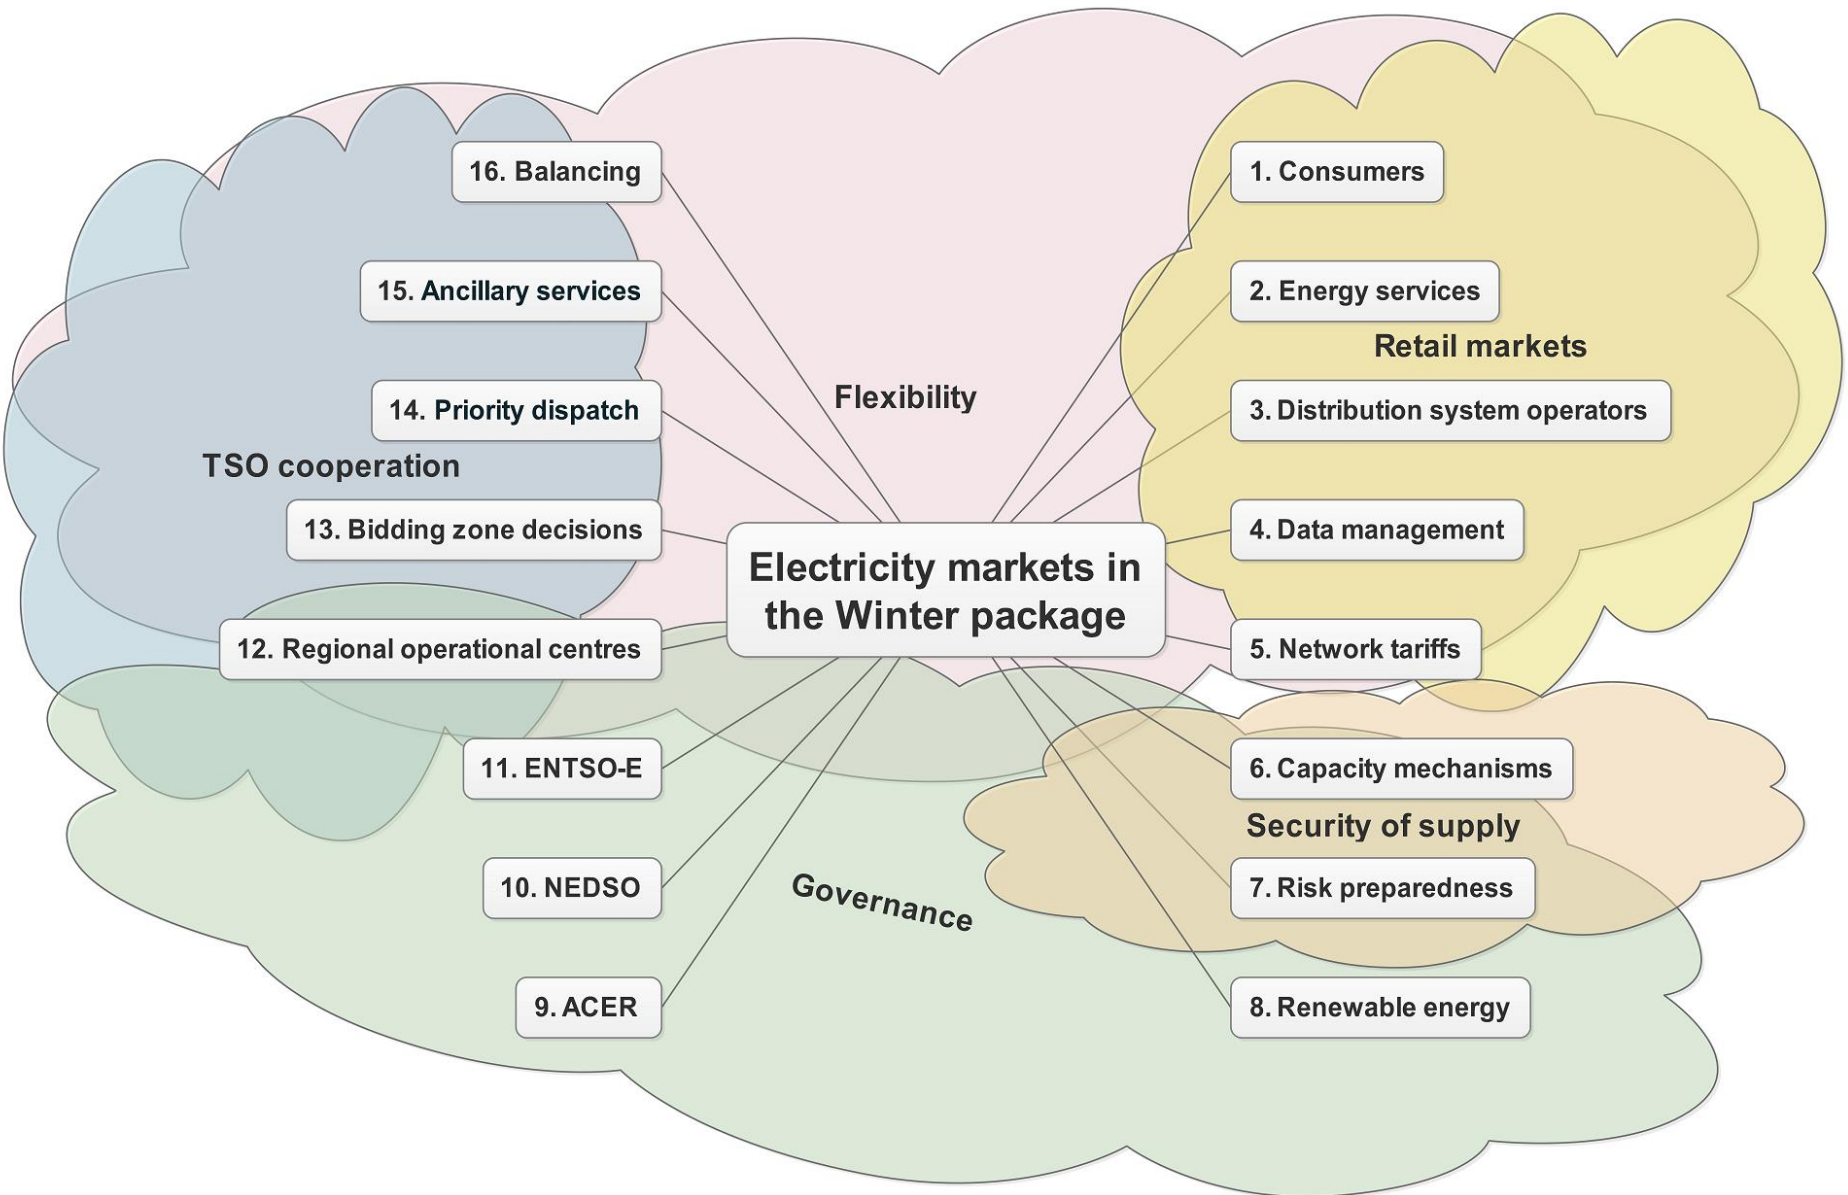 16. Balancing
15. Ancillary services
14. Priority dispatch
TSO cooperation
13. Bidding zone decisions
12. Regional operational centres
11. ENTSO-E
10. NEDSO
9. ACER
Flexibility
Electricity markets in
the Winter package
Governance
1. Consumers
2. Energy services
Retail markets
3. Distribution system operators
4. Data management
5. Network tariffs
6. Capacity mechanisms
Security of supply
7. Risk preparedness
8. Renewable energy